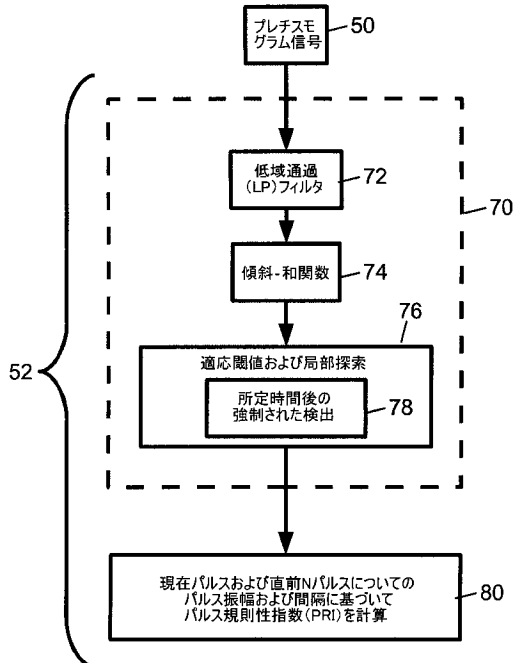 プレチスモ
グラム信号
50
低域通過
(LP)フィルタ
72
70
傾斜-和関数
74
76
適応閾値および局部探索
52
所定時間後の
強制された検出
78
現在パルスおよび直前Nパルスについての
パルス振幅および間隔に基づいて
パルス規則性指数(PRI)を計算
80